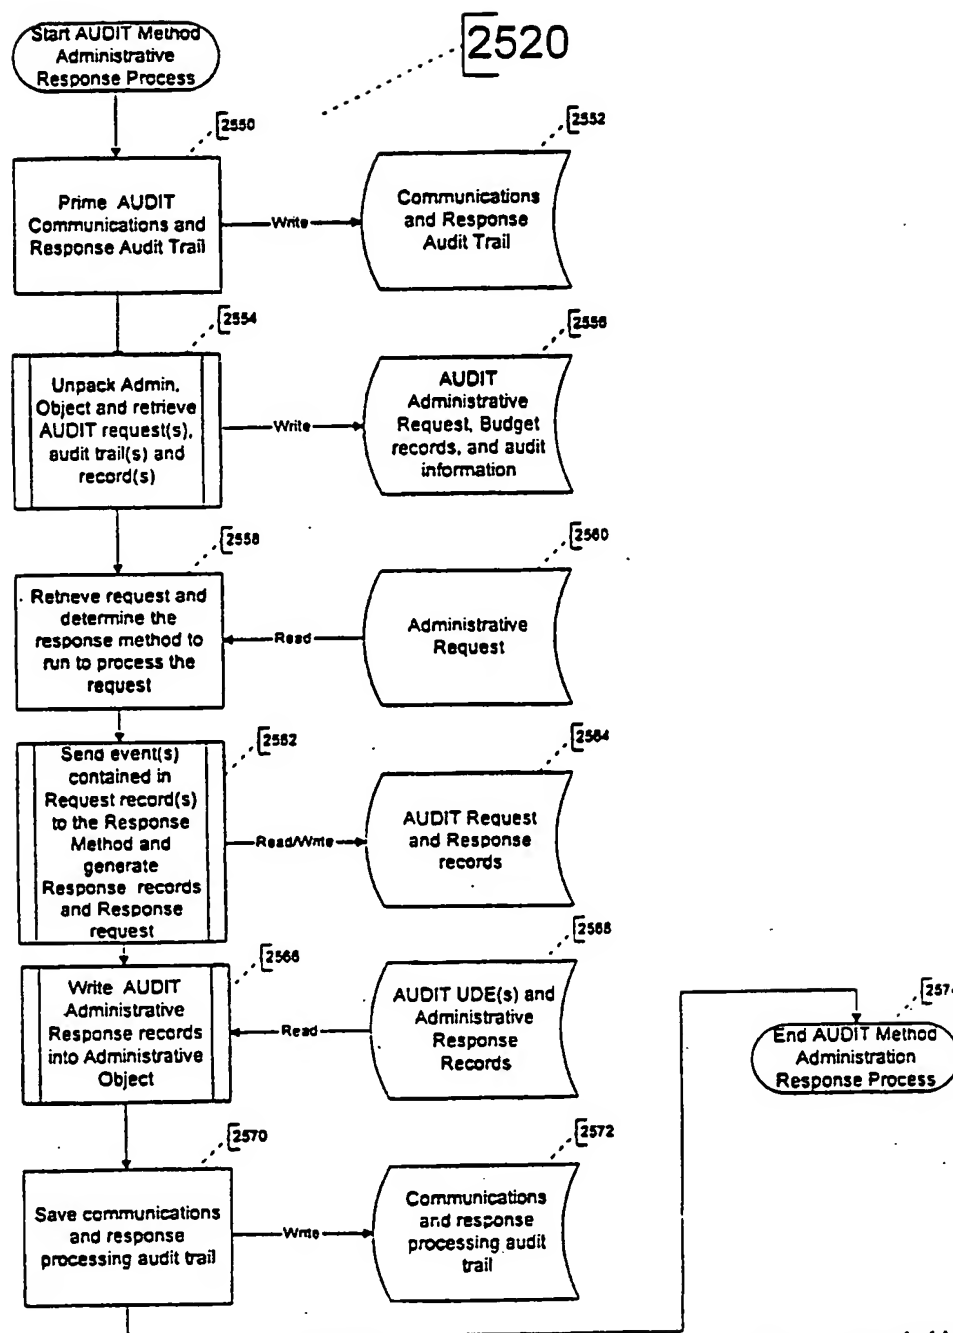 Start AUDIT Method
Administrative
Response Process
2520
2550
Prime AUDIT
Communications and
Response Audit Trail
Write
2552
Communications
and Response
Audit Trail
2554
Unpack Admin.
Object and retrieve
AUDIT request(s),
audit trail(s) and
record(s)
Write
2556
AUDIT
Administrative
Request, Budget
records, and audit
information
2558
Retrieve request and
determine the
response method to
run to process the
request
Read
2560
Administrative
Request
2562
Send event(s)
contained in
Request record(s)
to the Response
Method and
generate
Response records
and Response
request
Read/Write
2564
AUDIT Request
and Response
records
2566
Write AUDIT
Administrative
Response records
into Administrative
Object
Read
2568
AUDIT UDE(s) and
Administrative
Response
Records
2570
Save communications
and response
processing audit trail
Write
2572
Communications
and response
processing audit
trail
2574
End AUDIT Method
Administration
Response Process